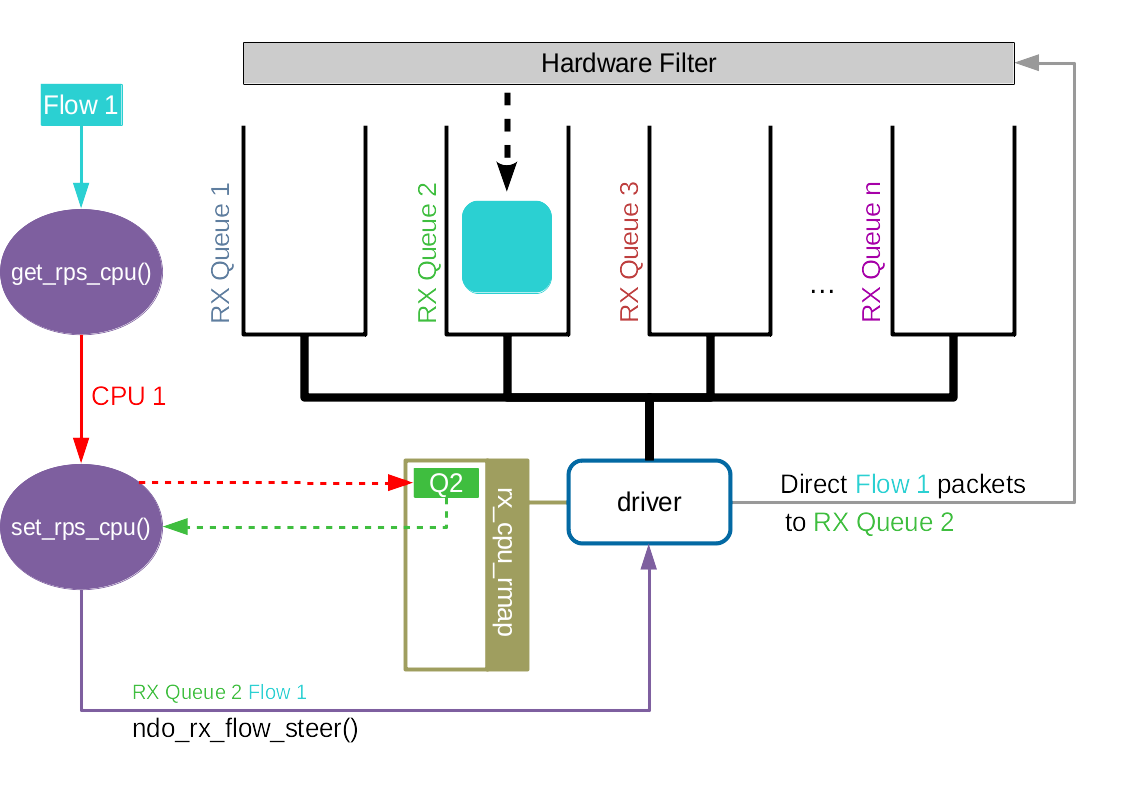 Hardware Filter
Flow 1
RX Queue 1
RX Queue 2
RX Queue 3
...
RX Queue n
get_rps_cpu()
CPU 1
set_rps_cpu()
Q2
rx_cpu_rmap
driver
Direct Flow 1 packets
to RX Queue 2
RX Queue 2 Flow 1
ndo_rx_flow_steer()